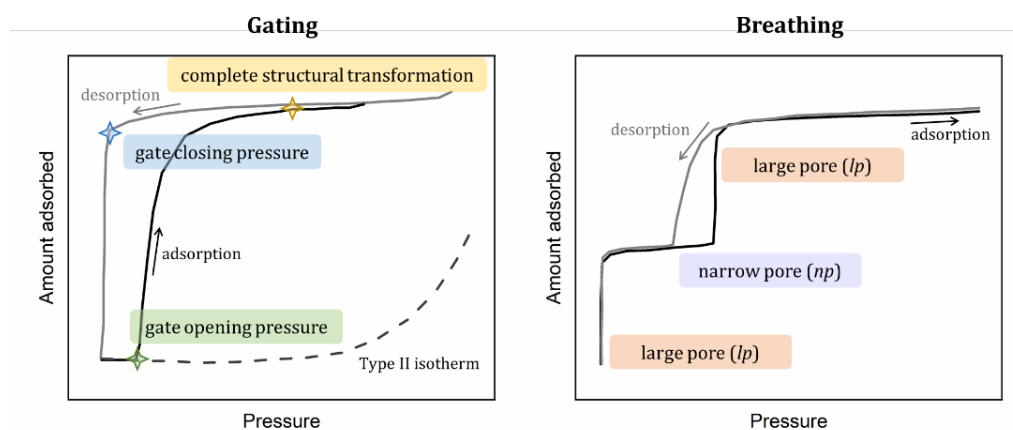 Gating
complete structural transformation
desorption
gate closing pressure
adsorption
gate opening pressure
Type II isotherm
Amount adsorbed
Pressure
Breathing
desorption
adsorption
large pore (lp)
narrow pore (np)
large pore (lp)
Amount adsorbed
Pressure